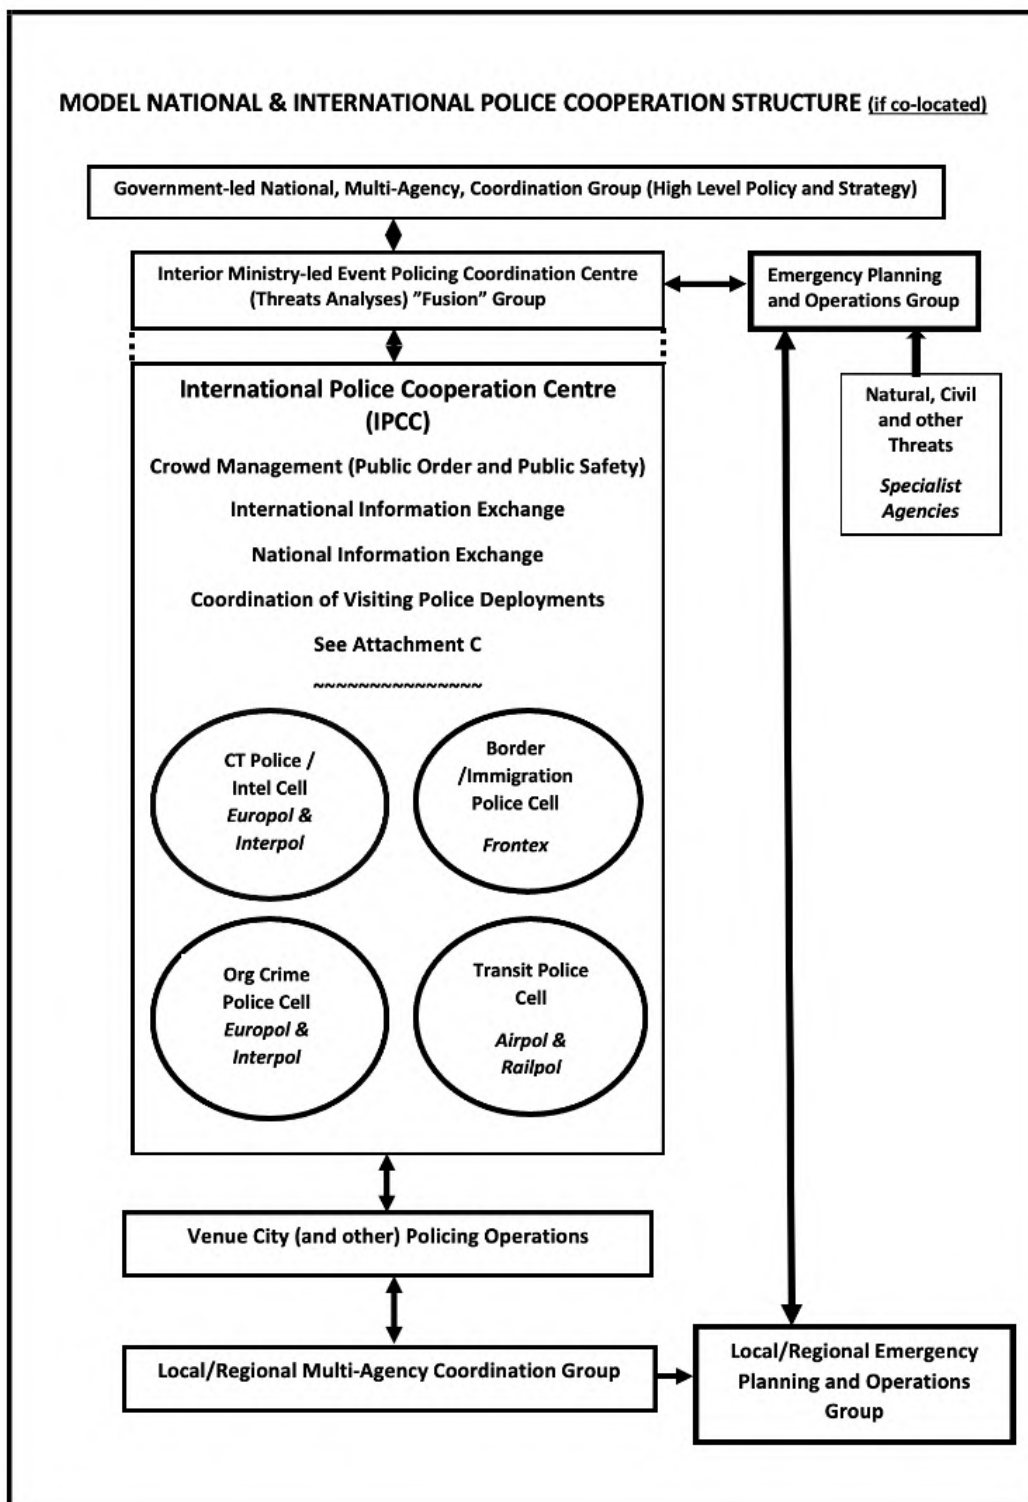 MODEL NATIONAL & INTERNATIONAL POLICE COOPERATION STRUCTURE (if co-located)
Government-led National, Multi-Agency, Coordination Group (High Level Policy and Strategy)
Interior Ministry-led Event Policing Coordination Centre
(Threats Analyses) ”Fusion” Group
Emergency Planning
and Operations Group
International Police Cooperation Centre
(IPCC)
Crowd Management (Public Order and Public Safety)
International Information Exchange
National Information Exchange
Coordination of Visiting Police Deployments
See Attachment C
~~~~~~~~~~~~~~~
Natural, Civil
and other
Threats
Specialist
Agencies
CT Police /
Intel Cell
Europol &
Interpol
Border
/Immigration
Police Cell
Frontex
Org Crime
Police Cell
Europol &
Interpol
Transit Police
Cell
Airpol &
Railpol
Venue City (and other) Policing Operations
Local/Regional Multi-Agency Coordination Group
Local/Regional Emergency
Planning and Operations
Group